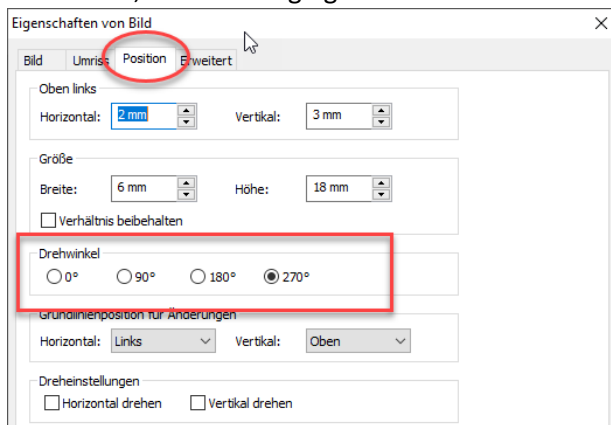 Eigenschaften von Bild
Bild Umriss Position Erweitert
Oben links
Horizontal: 2 mm Vertikal: 3 mm
Größe
Breite: 6 mm Höhe: 18 mm
Verhältnis beibehalten
Drehwinkel
0° 90° 180° 270°
Grundlinienposition für Änderungen
Horizontal: Links Vertikal: Oben
Dreheinstellungen
Horizontal drehen Vertikal drehen